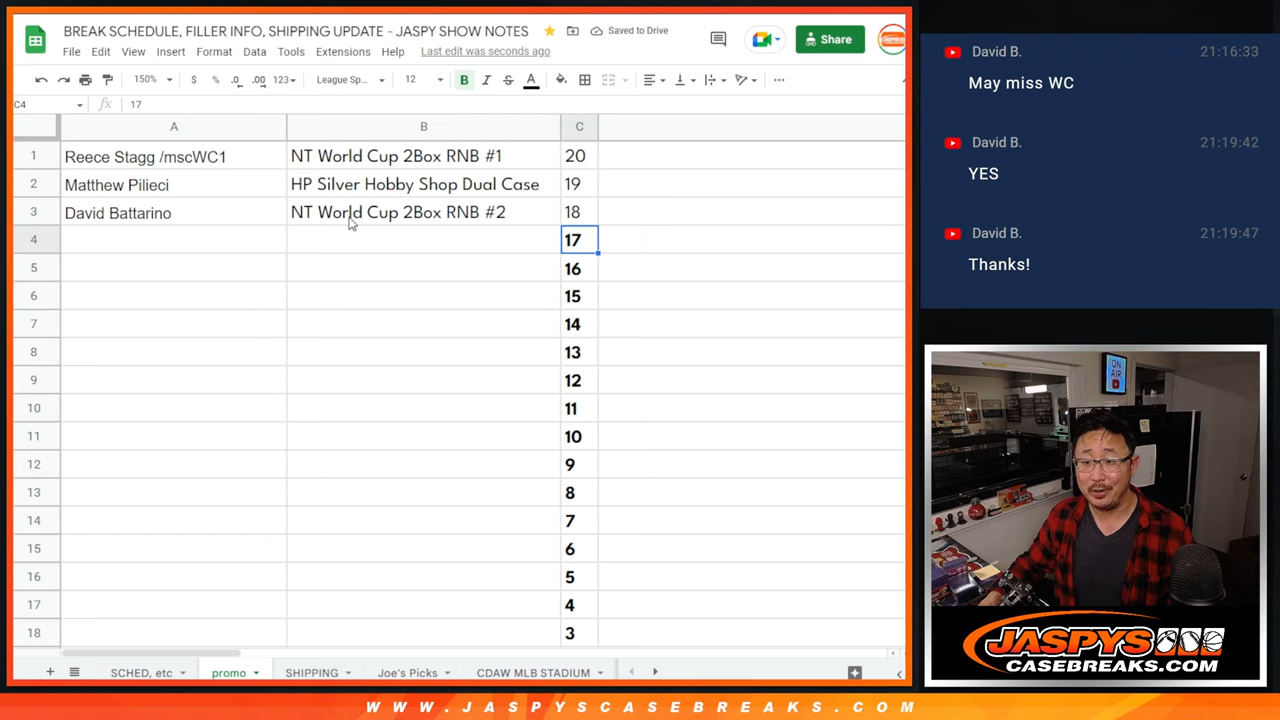 BREAK SCHEDULE, FILLER INFO, SHIPPING UPDATE - JASPY SHOW NOTES
Saved to Drive
File Edit View Insert Format Data Tools Extensions Help Last edit was seconds ago
Share
150% $ % .0 .00 123 League Sp... 12 B I S A
C4 fx 17
A B C
1 Reece Stagg /mscWC1 NT World Cup 2Box RNB #1 20
2 Matthew Pilieci HP Silver Hobby Shop Dual Case 19
3 David Battarino NT World Cup 2Box RNB #2 18
4 17
5 16
6 15
7 14
8 13
9 12
10 11
11 10
12 9
13 8
14 7
15 6
16 5
17 4
18 3
+ SCHED, etc promo SHIPPING Joe's Picks CDAW MLB STADIUM
David B. 21:16:33
May miss WC
David B. 21:19:42
YES
David B. 21:19:47
Thanks!
ON
AIR
JASPYS
CASEBREAKS.COM
WWW.JASPYSCASEBREAKS.COM